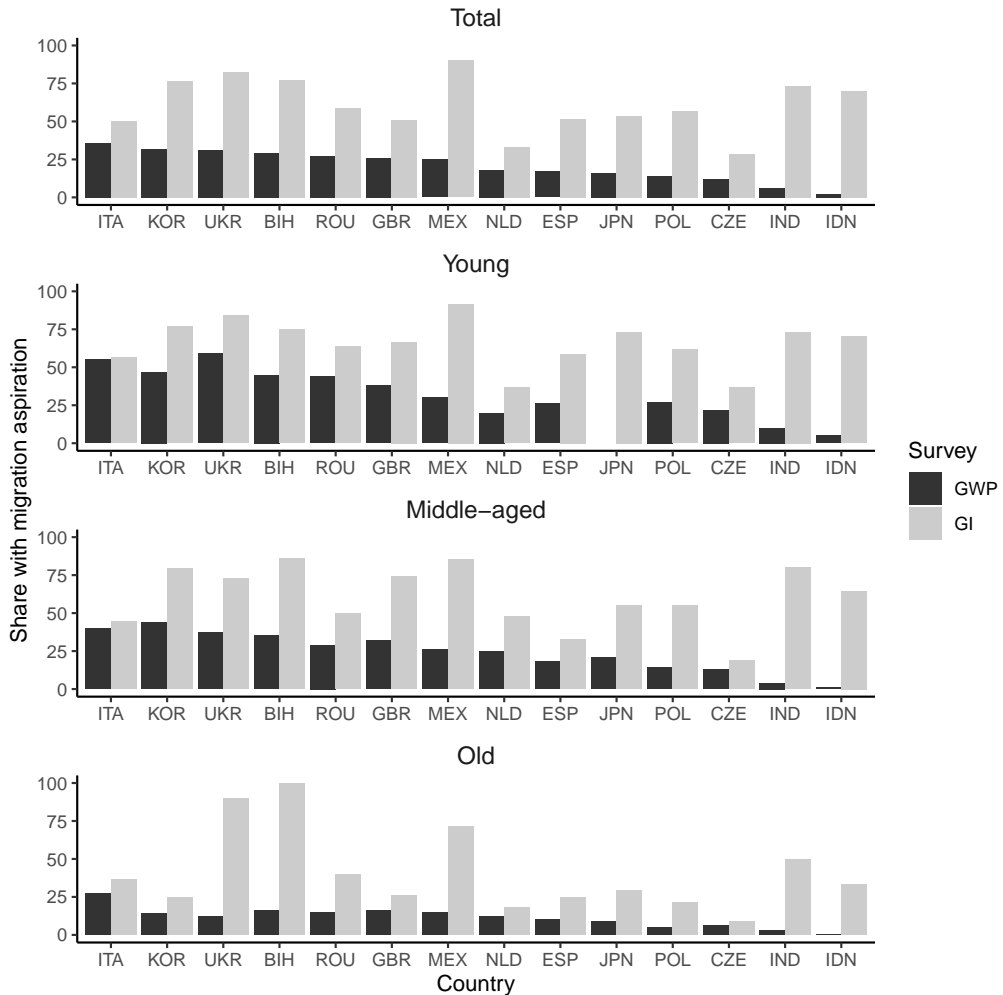 Total
100
75
50
25
0
ITA KOR UKR BIH ROU GBR MEX NLD ESP JPN POL CZE IND IDN
Young
100
75
50
25
0
ITA KOR UKR BIH ROU GBR MEX NLD ESP JPN POL CZE IND IDN
Middle−aged
100
75
50
25
0
ITA KOR UKR BIH ROU GBR MEX NLD ESP JPN POL CZE IND IDN
Old
100
75
50
25
0
ITA KOR UKR BIH ROU GBR MEX NLD ESP JPN POL CZE IND IDN
Country
Share with migration aspiration
Survey
GWP
GI